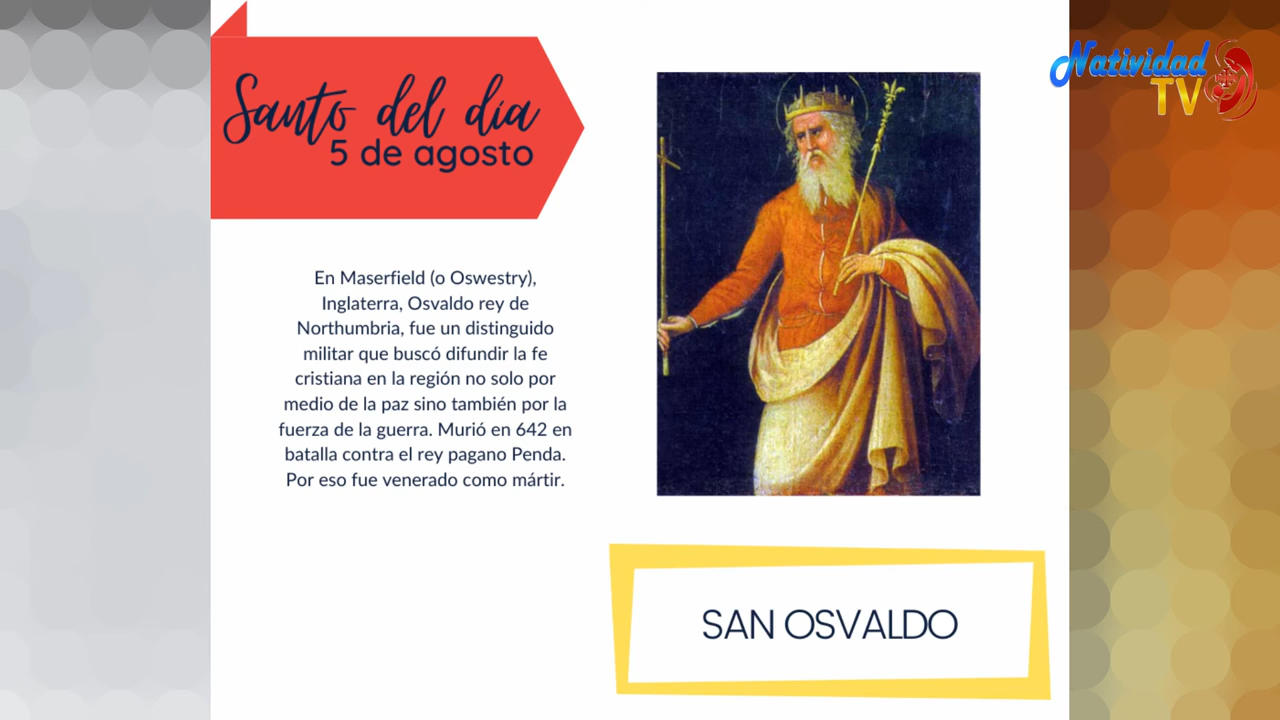 Santo del día
5 de agosto
Natividad
TV
En Maserfield (o Oswestry),
Inglaterra, Osvaldo rey de
Northumbria, fue un distinguido
militar que buscó difundir la fe
cristiana en la región no solo por
medio de la paz sino también por la
fuerza de la guerra. Murió en 642 en
batalla contra el rey pagano Penda.
Por eso fue venerado como mártir.
SAN OSVALDO